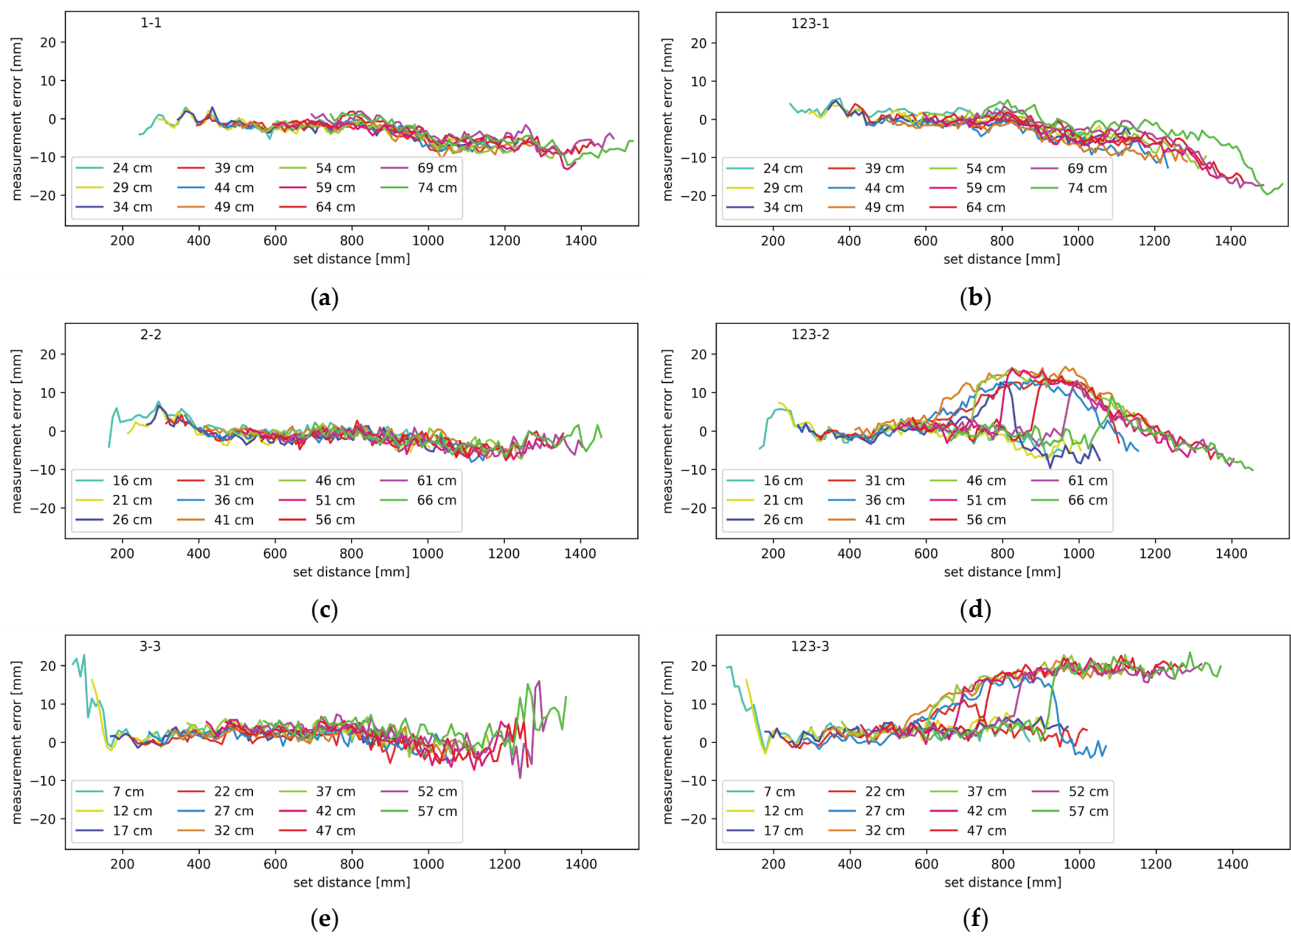 1-1
measurement error [mm]
20
10
0
−10
−20
24 cm 39 cm 54 cm 69 cm
29 cm 44 cm 59 cm 74 cm
34 cm 49 cm 64 cm
200 400 600 800 1000 1200 1400
set distance [mm]
(a)
123-1
measurement error [mm]
20
10
0
−10
−20
24 cm 39 cm 54 cm 69 cm
29 cm 44 cm 59 cm 74 cm
34 cm 49 cm 64 cm
200 400 600 800 1000 1200 1400
set distance [mm]
(b)
2-2
measurement error [mm]
20
10
0
−10
−20
16 cm 31 cm 46 cm 61 cm
21 cm 36 cm 51 cm 66 cm
26 cm 41 cm 56 cm
200 400 600 800 1000 1200 1400
set distance [mm]
(c)
123-2
measurement error [mm]
20
10
0
−10
−20
16 cm 31 cm 46 cm 61 cm
21 cm 36 cm 51 cm 66 cm
26 cm 41 cm 56 cm
200 400 600 800 1000 1200 1400
set distance [mm]
(d)
3-3
measurement error [mm]
20
10
0
−10
−20
7 cm 22 cm 37 cm 52 cm
12 cm 27 cm 42 cm 57 cm
17 cm 32 cm 47 cm
200 400 600 800 1000 1200 1400
set distance [mm]
(e)
123-3
measurement error [mm]
20
10
0
−10
−20
7 cm 22 cm 37 cm 52 cm
12 cm 27 cm 42 cm 57 cm
17 cm 32 cm 47 cm
200 400 600 800 1000 1200 1400
set distance [mm]
(f)